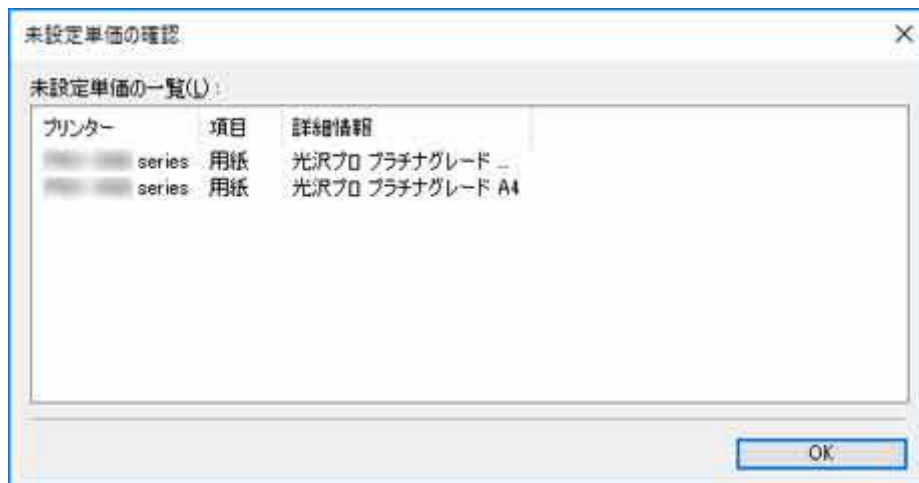 未設定単価の確認
未設定単価の一覧(L):
プリンター 項目 詳細情報
series 用紙 光沢プロ プラチナグレード ...
series 用紙 光沢プロ プラチナグレード A4
OK